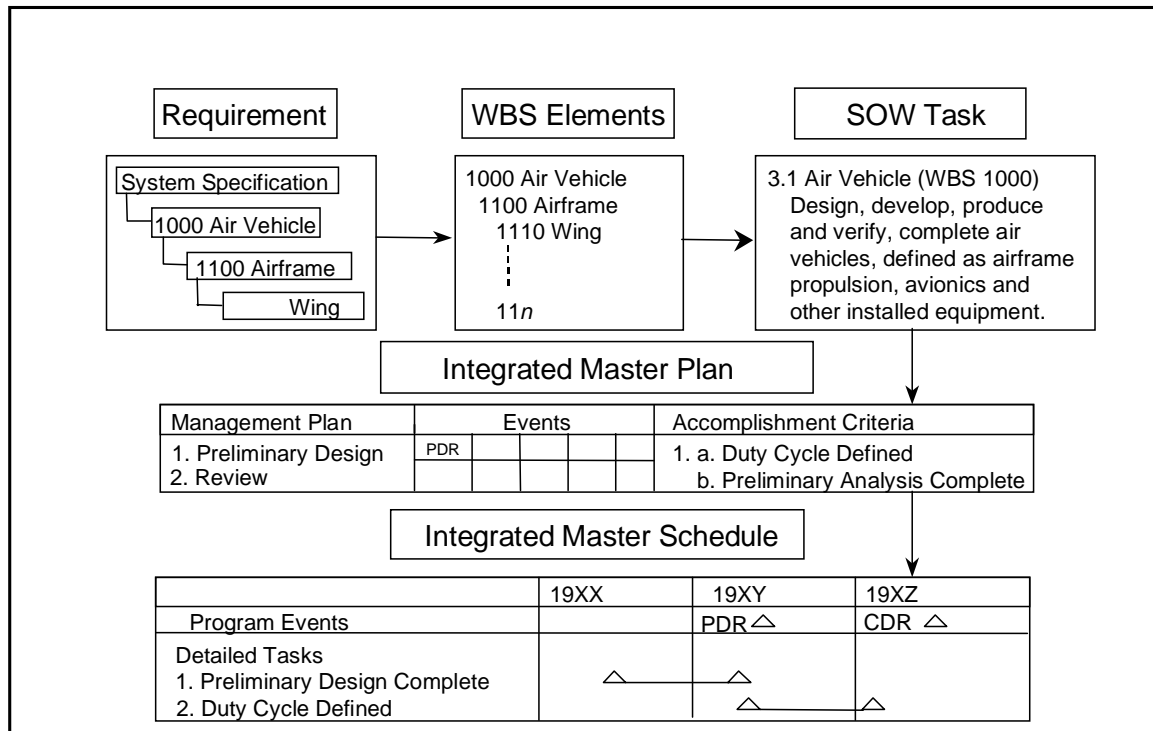 Requirement
WBS Elements
SOW Task
System Specification
1000 Air Vehicle
1100 Airframe
Wing
1000 Air Vehicle
1100 Airframe
1110 Wing
11n
3.1 Air Vehicle (WBS 1000)
Design, develop, produce
and verify, complete air
vehicles, defined as airframe
propulsion, avionics and
other installed equipment.
Integrated Master Plan
Management Plan
Events
Accomplishment Criteria
1. Preliminary Design
2. Review
PDR
1. a. Duty Cycle Defined
b. Preliminary Analysis Complete
Integrated Master Schedule
19XX
19XY
19XZ
Program Events
PDR
CDR
Detailed Tasks
1. Preliminary Design Complete
2. Duty Cycle Defined